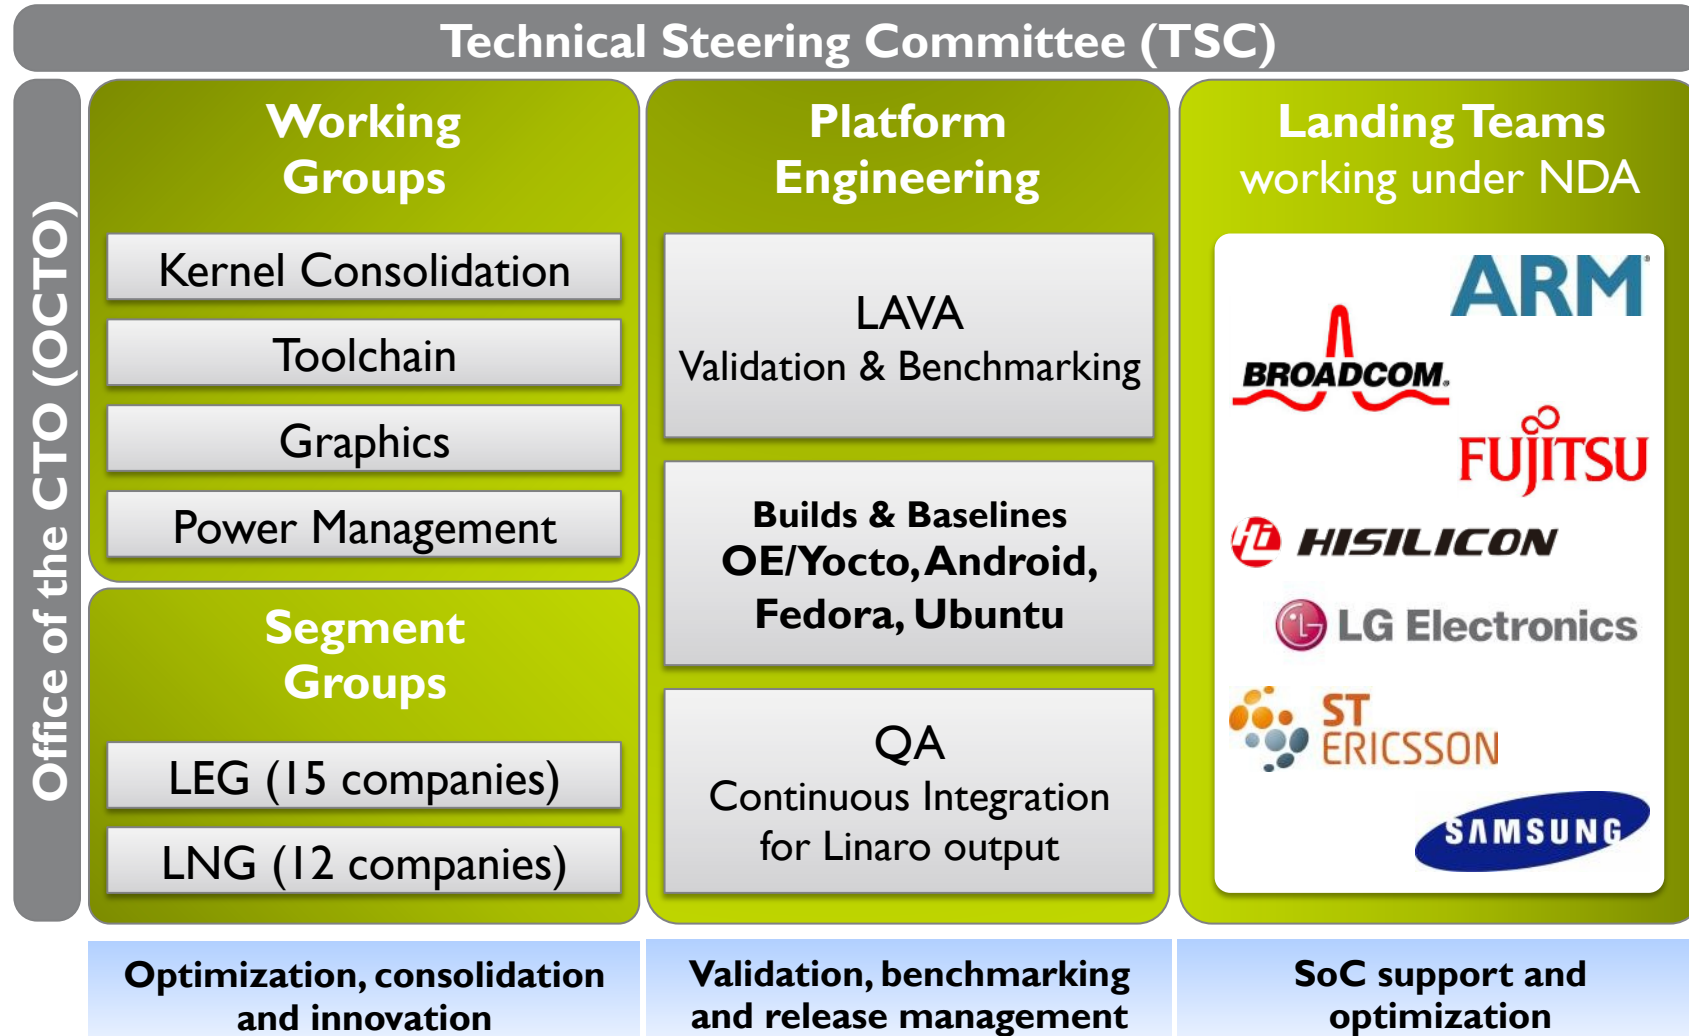 Technical Steering Committee (TSC)
Office of the CTO (OCTO)
Working
Groups
Kernel Consolidation
Toolchain
Graphics
Power Management
Segment
Groups
LEG (15 companies)
LNG (12 companies)
Optimization, consolidation
and innovation
Platform
Engineering
LAVA
Validation & Benchmarking
Builds & Baselines
OE/Yocto, Android,
Fedora, Ubuntu
QA
Continuous Integration
for Linaro output
Validation, benchmarking
and release management
Landing Teams
working under NDA
ARM
BROADCOM.
FUJITSU
HISILICON
LG Electronics
ST
ERICSSON
SAMSUNG
SoC support and
optimization